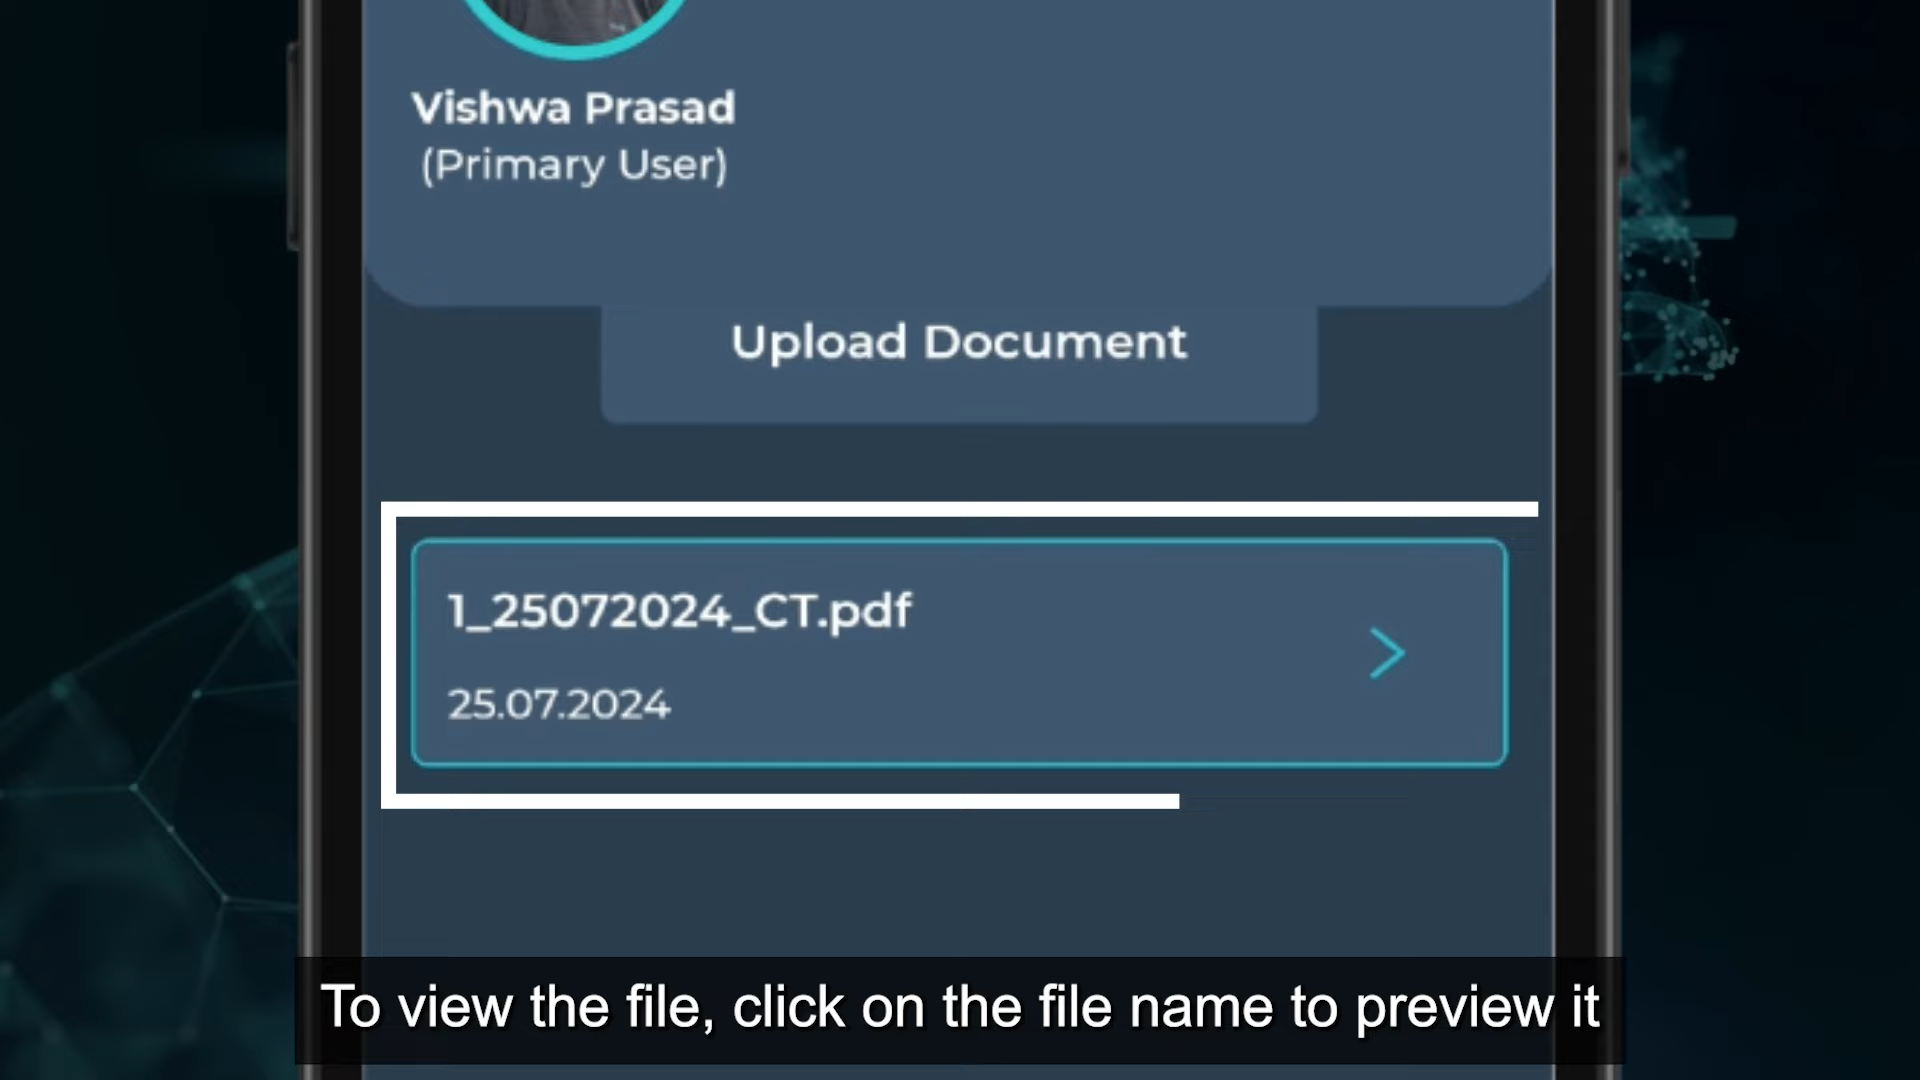 Vishwa Prasad
(Primary User)
Upload Document
1_25072024_CT.pdf
25.07.2024
To view the file, click on the file name to preview it